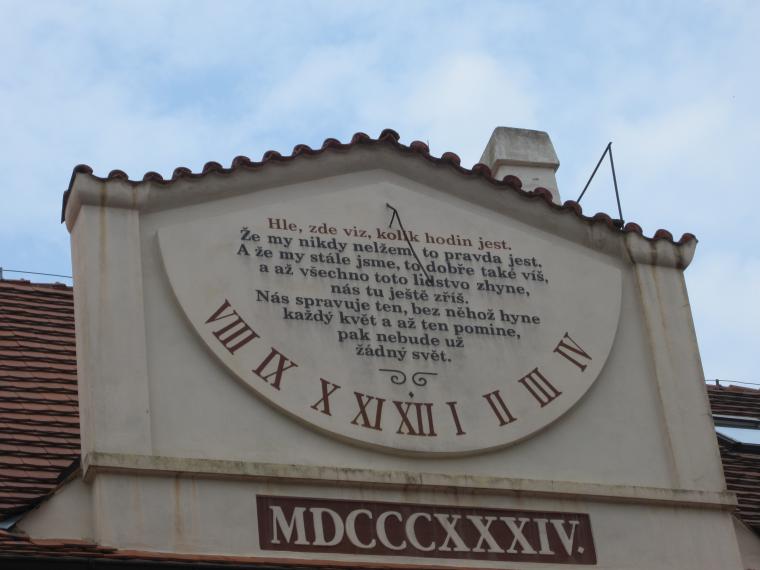 Hle, zde viz, kolik hodin jest.
Že my nikdy nelžem, to pravda jest.
A že my stále jsme, to dobře také víš,
a až všechno toto lidstvo zhyne,
nás tu ještě zříš.
Nás spravuje ten, bez něhož hyne
každý květ a až ten pomine,
pak nebude už
žádný svět.
VIII IX X XI XII I II III IV
MDCCCXXXIV.